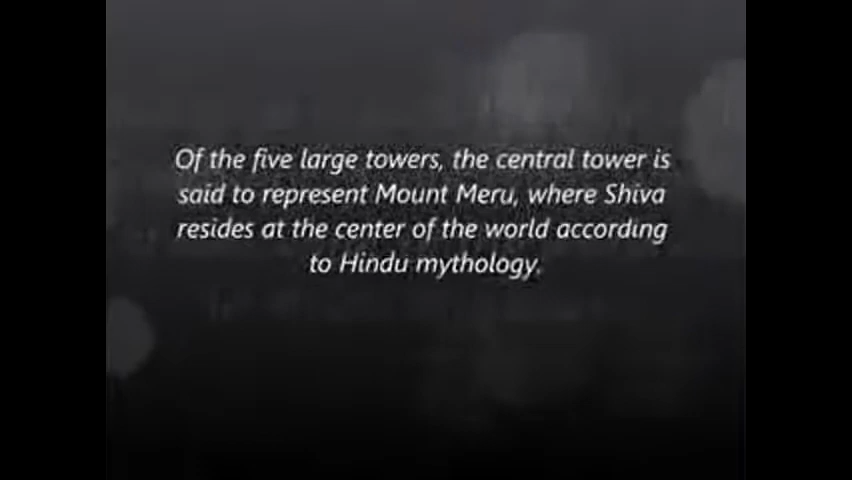 Of the five large towers, the central tower is
said to represent Mount Meru, where Shiva
resides at the center of the world according
to Hindu mythology.